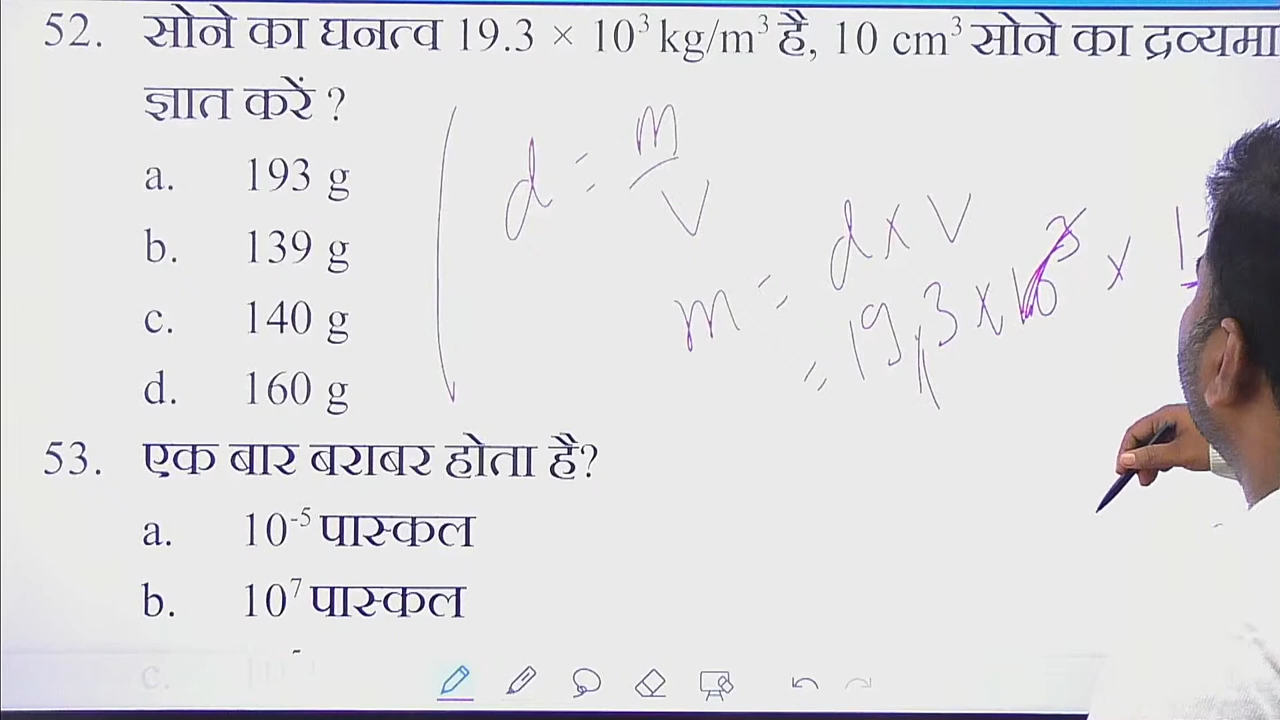 52. सोने का घनत्व 19.3 × 10³ kg/m³ है, 10 cm³ सोने का द्रव्यमा
ज्ञात करें ?
a. 193 g
b. 139 g
c. 140 g
d. 160 g
d = m/V
m = d × V
= 19.3 × 10³ ×
53. एक बार बराबर होता है?
a. 10⁻⁵ पास्कल
b. 10⁷ पास्कल
c.